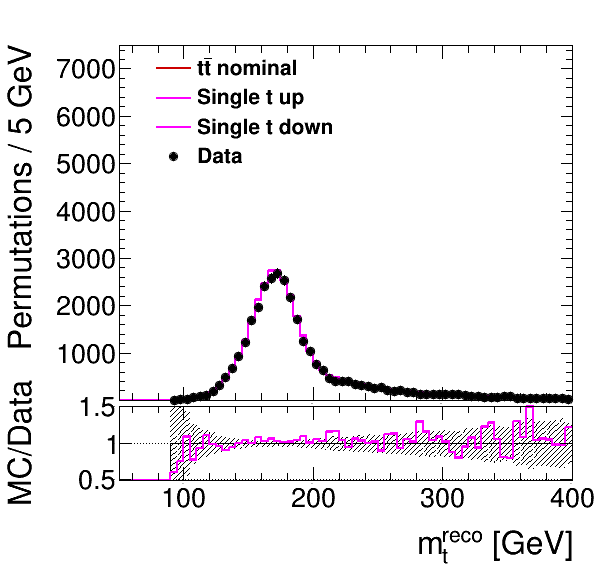 Permutations / 5 GeV
7000
6000
5000
4000
3000
2000
1000
tt̄ nominal
Single t up
Single t down
Data
MC/Data
1.5
1
0.5
100
200
300
400
m_t^reco [GeV]